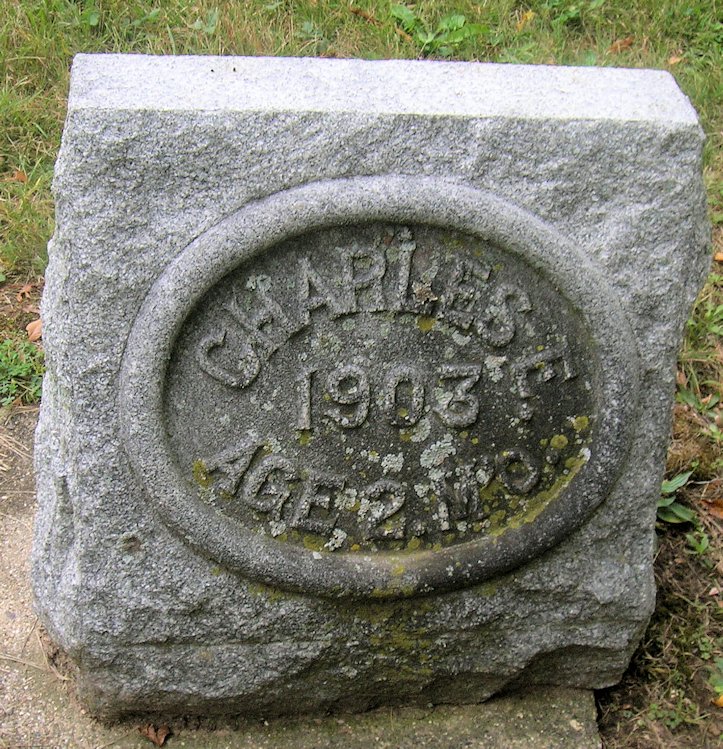 CHARLES F.
1903
AGE 2 Mo.